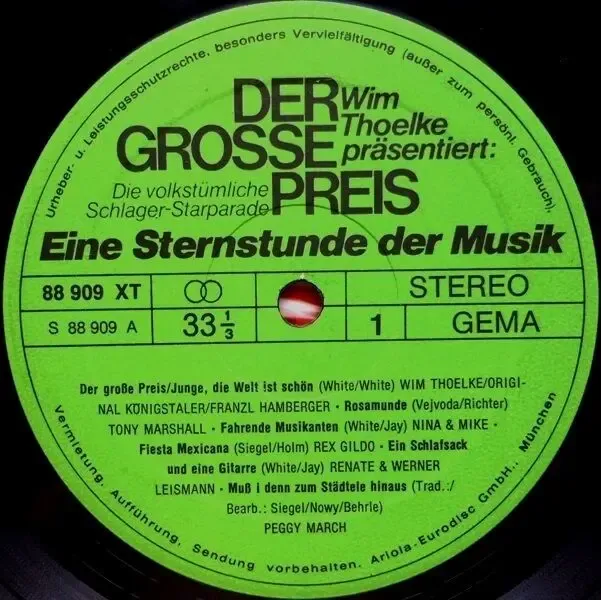 Urheber- u. Leistungsschutzrechte, besonders Vervielfältigung (außer zum persönl. Gebrauch),
DER
GROSSE
PREIS
Wim
Thoelke
präsentiert:
Die volkstümliche
Schlager-Starparade
Eine Sternstunde der Musik
88 909 XT
STEREO
S 88 909 A
33 1/3
1
GEMA
Der große Preis/Junge, die Welt ist schön (White/White) WIM THOELKE/ORIGI-
NAL KÖNIGSTALER/FRANZL HAMBERGER · Rosamunde (Vejvoda/Richter)
TONY MARSHALL · Fahrende Musikanten (White/Jay) NINA & MIKE ·
Fiesta Mexicana (Siegel/Holm) REX GILDO · Ein Schlafsack
und eine Gitarre (White/Jay) RENATE & WERNER
LEISMANN · Muß i denn zum Städtele hinaus (Trad.:/
Bearb.: Siegel/Nowy/Behrle)
PEGGY MARCH
Vermietung, Aufführung, Sendung vorbehalten. Ariola-Eurodisc GmbH., München